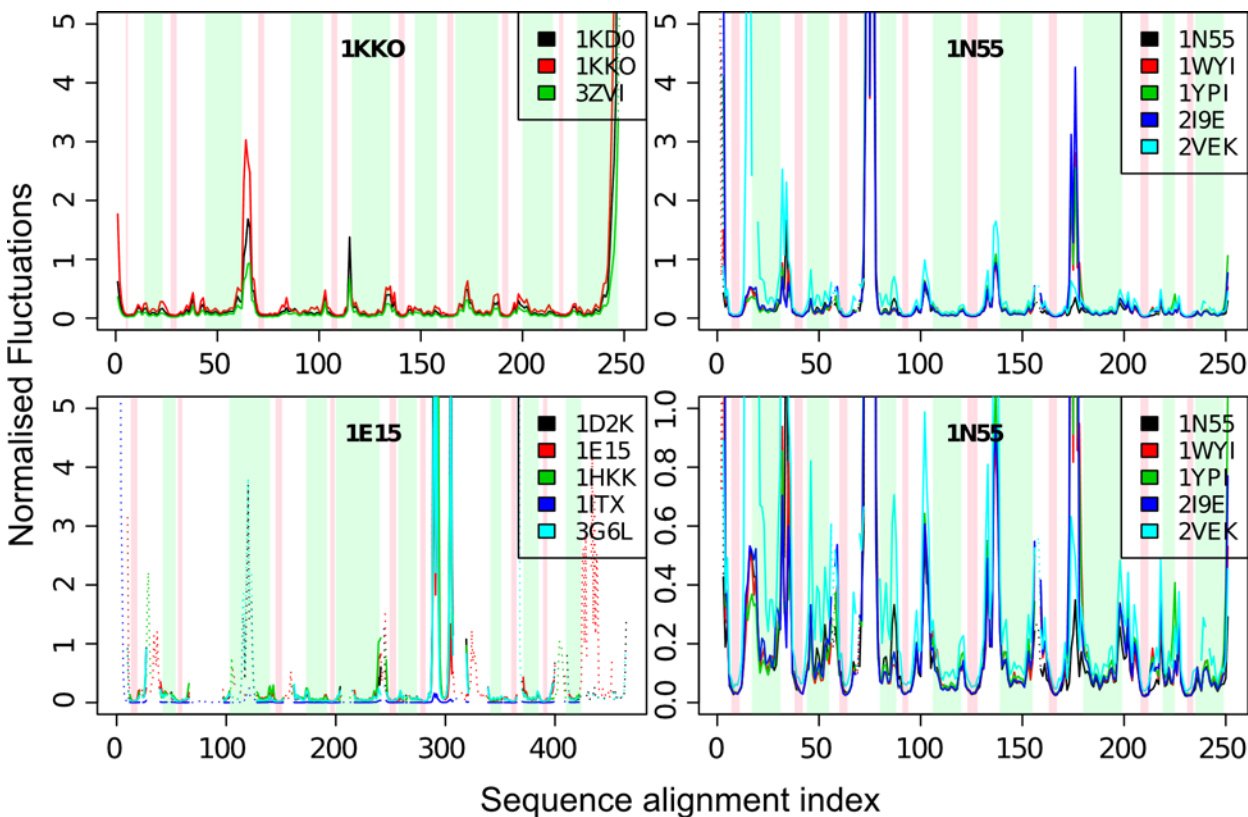 Normalised Fluctuations
1KKO
1KD0
1KKO
3ZVI
0 1 2 3 4 5
0 50 100 150 200 250
1N55
1N55
1WYI
1YPI
2I9E
2VEK
0 1 2 3 4 5
0 50 100 150 200 250
1E15
1D2K
1E15
1HKK
1ITX
3G6L
0 1 2 3 4 5
0 100 200 300 400
1N55
1N55
1WYI
1YPI
2I9E
2VEK
0.0 0.2 0.4 0.6 0.8 1.0
0 50 100 150 200 250
Sequence alignment index